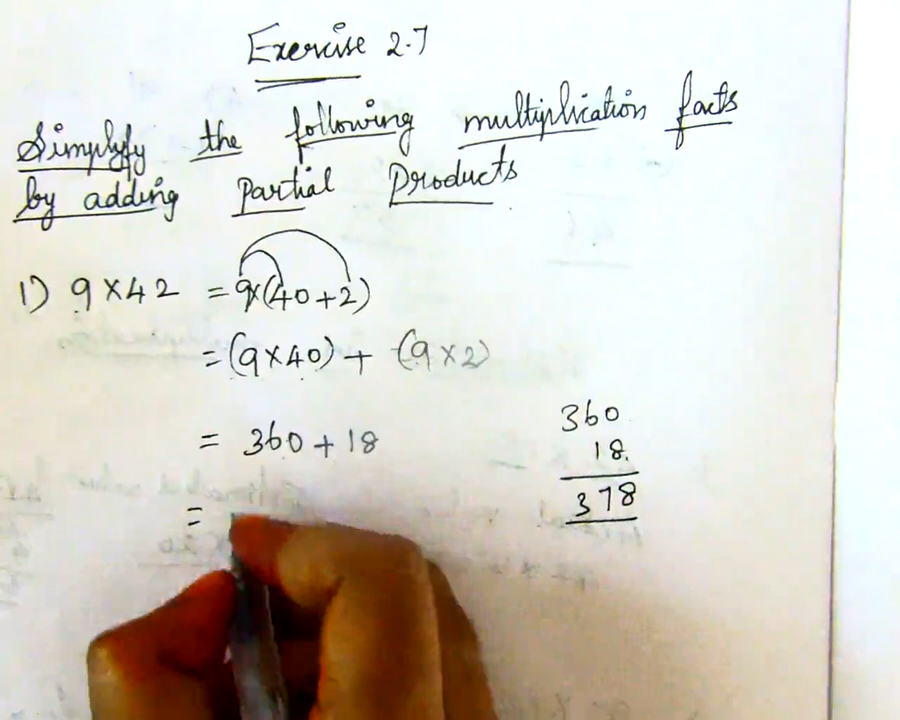 Exercise 2.7
Simplyfy the following multiplication facts
by adding Partial Products
1) 9×42 = 9×(40+2)
= (9×40) + (9×2)
= 360 + 18
=
360
18
378